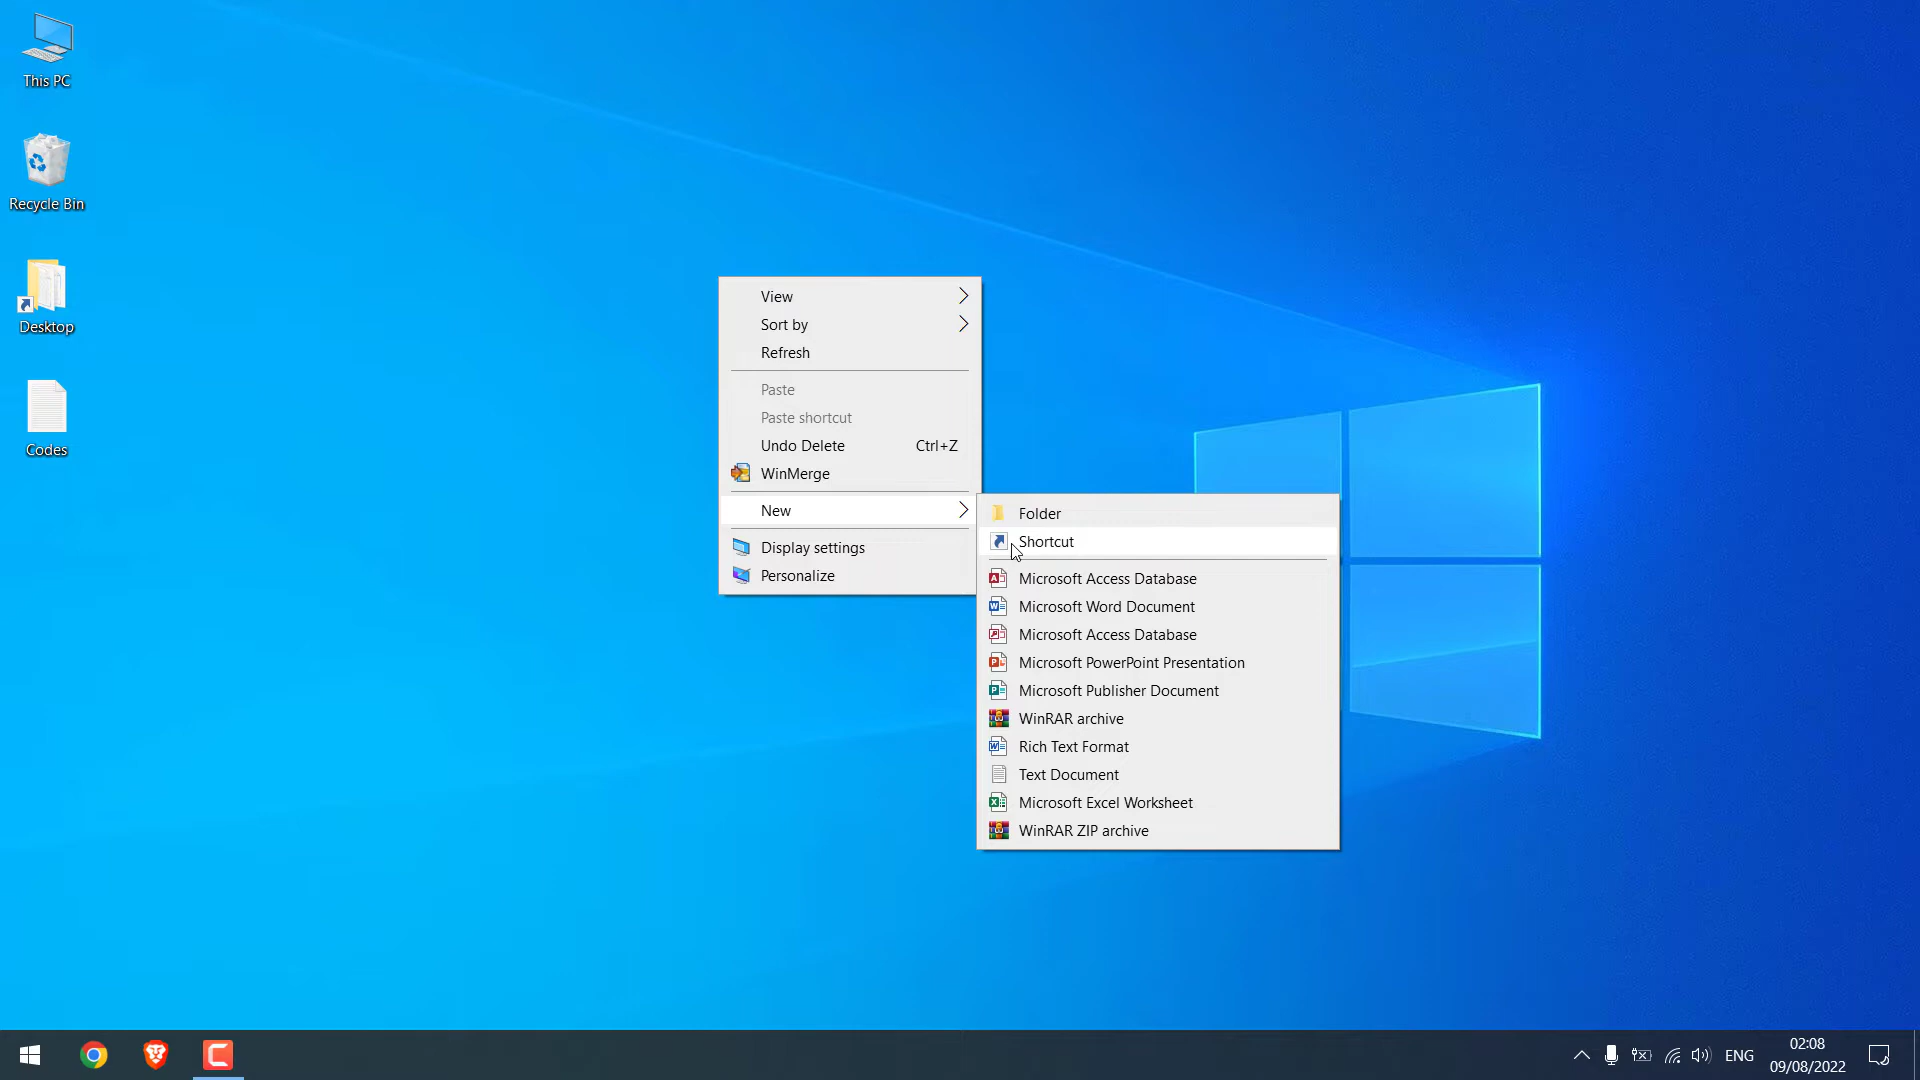 This PC
Recycle Bin
Desktop
Codes
View
Sort by
Refresh
Paste
Paste shortcut
Undo Delete Ctrl+Z
WinMerge
New
Display settings
Personalize
Folder
Shortcut
Microsoft Access Database
Microsoft Word Document
Microsoft Access Database
Microsoft PowerPoint Presentation
Microsoft Publisher Document
WinRAR archive
Rich Text Format
Text Document
Microsoft Excel Worksheet
WinRAR ZIP archive
ENG
02:08
09/08/2022